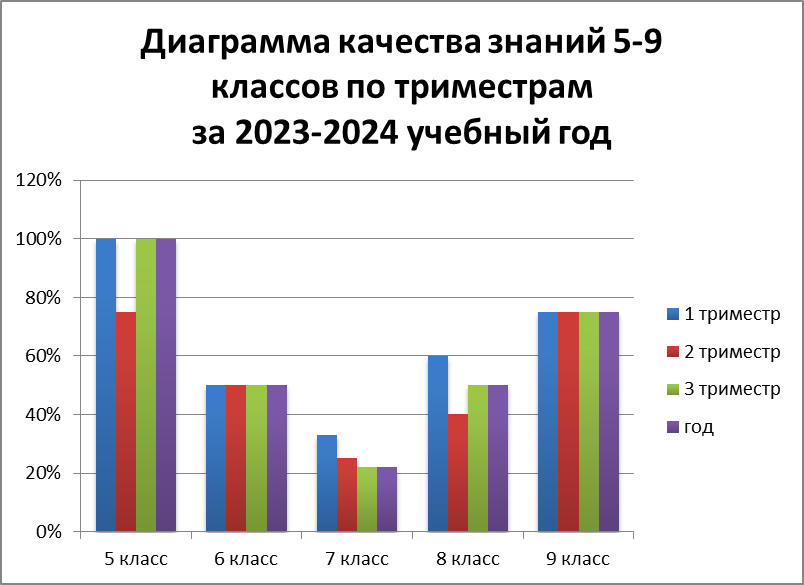 Диаграмма качества знаний 5-9
классов по триместрам
за 2023-2024 учебный год
120%
100%
80%
60%
40%
20%
0%
5 класс
6 класс
7 класс
8 класс
9 класс
1 триместр
2 триместр
3 триместр
год